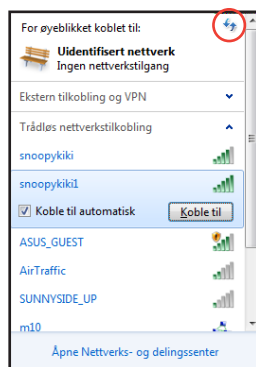 For øyeblikket koblet til:
Uidentifisert nettverk
Ingen nettverkstilgang
Ekstern tilkobling og VPN
Trådløs nettverkstilkobling:
snoopykiki
snoopykiki1
Koble til automatisk
Koble til
ASUS_GUEST
AirTraffic
SUNNYSIDE_UP
m10
Åpne Nettverks- og delingssenter